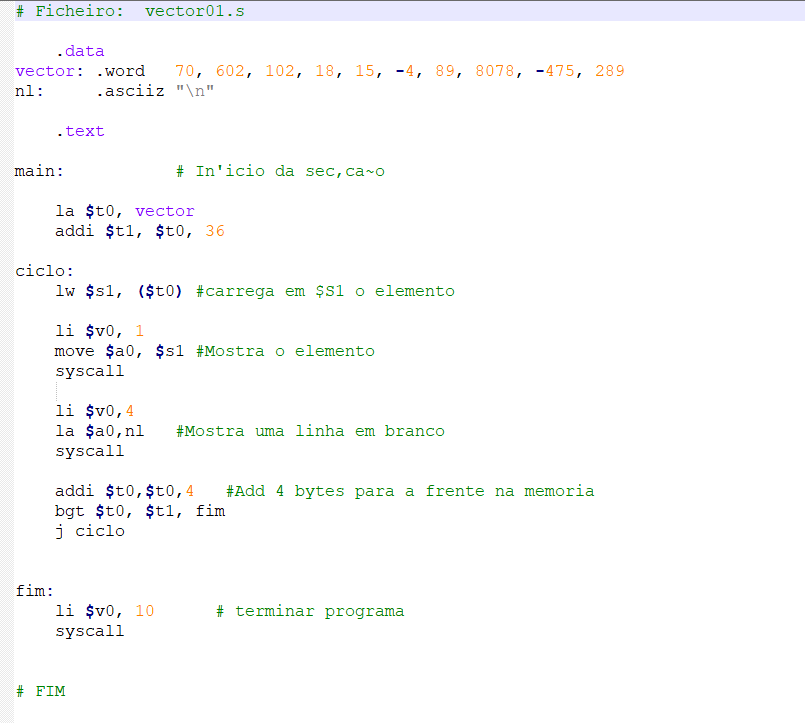 # Ficheiro:  vector01.s
.data
vector: .word   70, 602, 102, 18, 15, -4, 89, 8078, -475, 289
nl:     .asciiz "\n"
.text
main:           # In'icio da sec,ca~o
la $t0, vector
addi $t1, $t0, 36
ciclo:
lw $s1, ($t0) #carrega em $S1 o elemento
li $v0, 1
move $a0, $s1 #Mostra o elemento
syscall
li $v0,4
la $a0,nl   #Mostra uma linha em branco
syscall
addi $t0,$t0,4   #Add 4 bytes para a frente na memoria
bgt $t0, $t1, fim
j ciclo
fim:
li $v0, 10      # terminar programa
syscall
# FIM